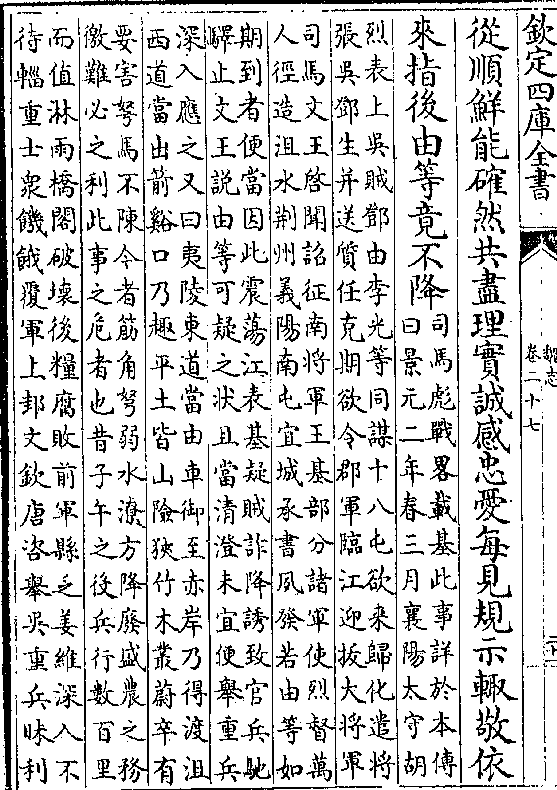 欽定四庫全書
魏志
卷二十七
從順鮮能確然共盡理實誠感忠愛每見規示輒敬依
來指後由等竟不降
司馬彪戰畧載基此事詳於本傳
曰景元二年春三月襄陽太守胡
烈表上吳賊鄧由李光等同謀十八屯欲来歸化遣將
張吳鄧生并送質任克期欲令郡軍臨江迎拔大將軍
司馬文王啓聞詔征南將軍王基部分諸軍使烈督萬
人徑造沮水荆州義陽南屯宜城承書夙發若由等如
期到者便當因此震蕩江表基疑賊詐降誘致官兵馳
驛止文王說由等可疑之狀且當清澄未宜便舉重兵
深入應之又曰夷陵東道當由車御至赤岸乃得渡沮
西道當出箭谿口乃趣平土皆山險狹竹木叢蔚卒有
要害弩馬不陳今者筋角弩弱水潦方降廢盛農之務
徼難必之利此事之危者也昔子午之役兵行數百里
而值淋雨橋閣破壞後糧腐敗前軍縣乏姜維深入不
待輜重士衆饑餓覆軍上邽文欽唐咨舉吳重兵昧利